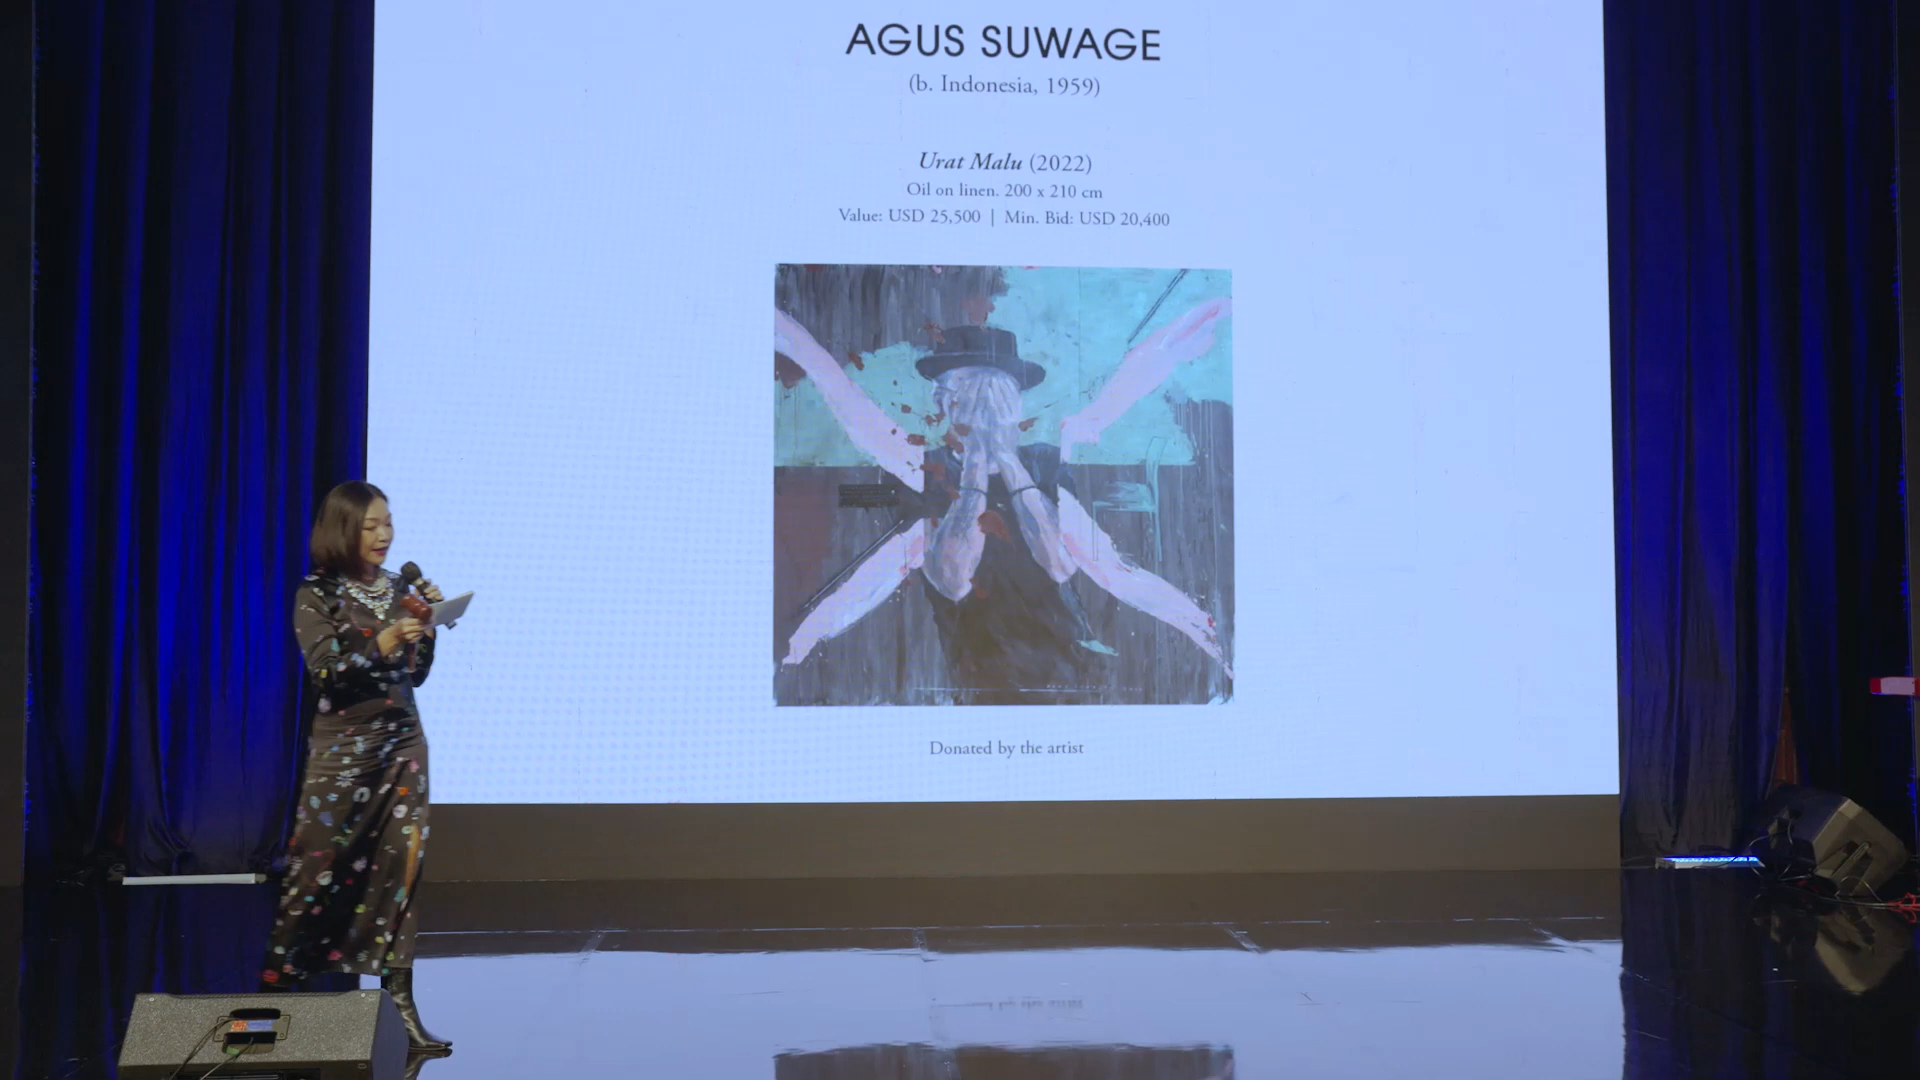 AGUS SUWAGE
(b. Indonesia, 1959)
Urat Malu (2022)
Oil on linen. 200 x 210 cm
Value: USD 25,500 | Min. Bid: USD 20,400
Donated by the artist